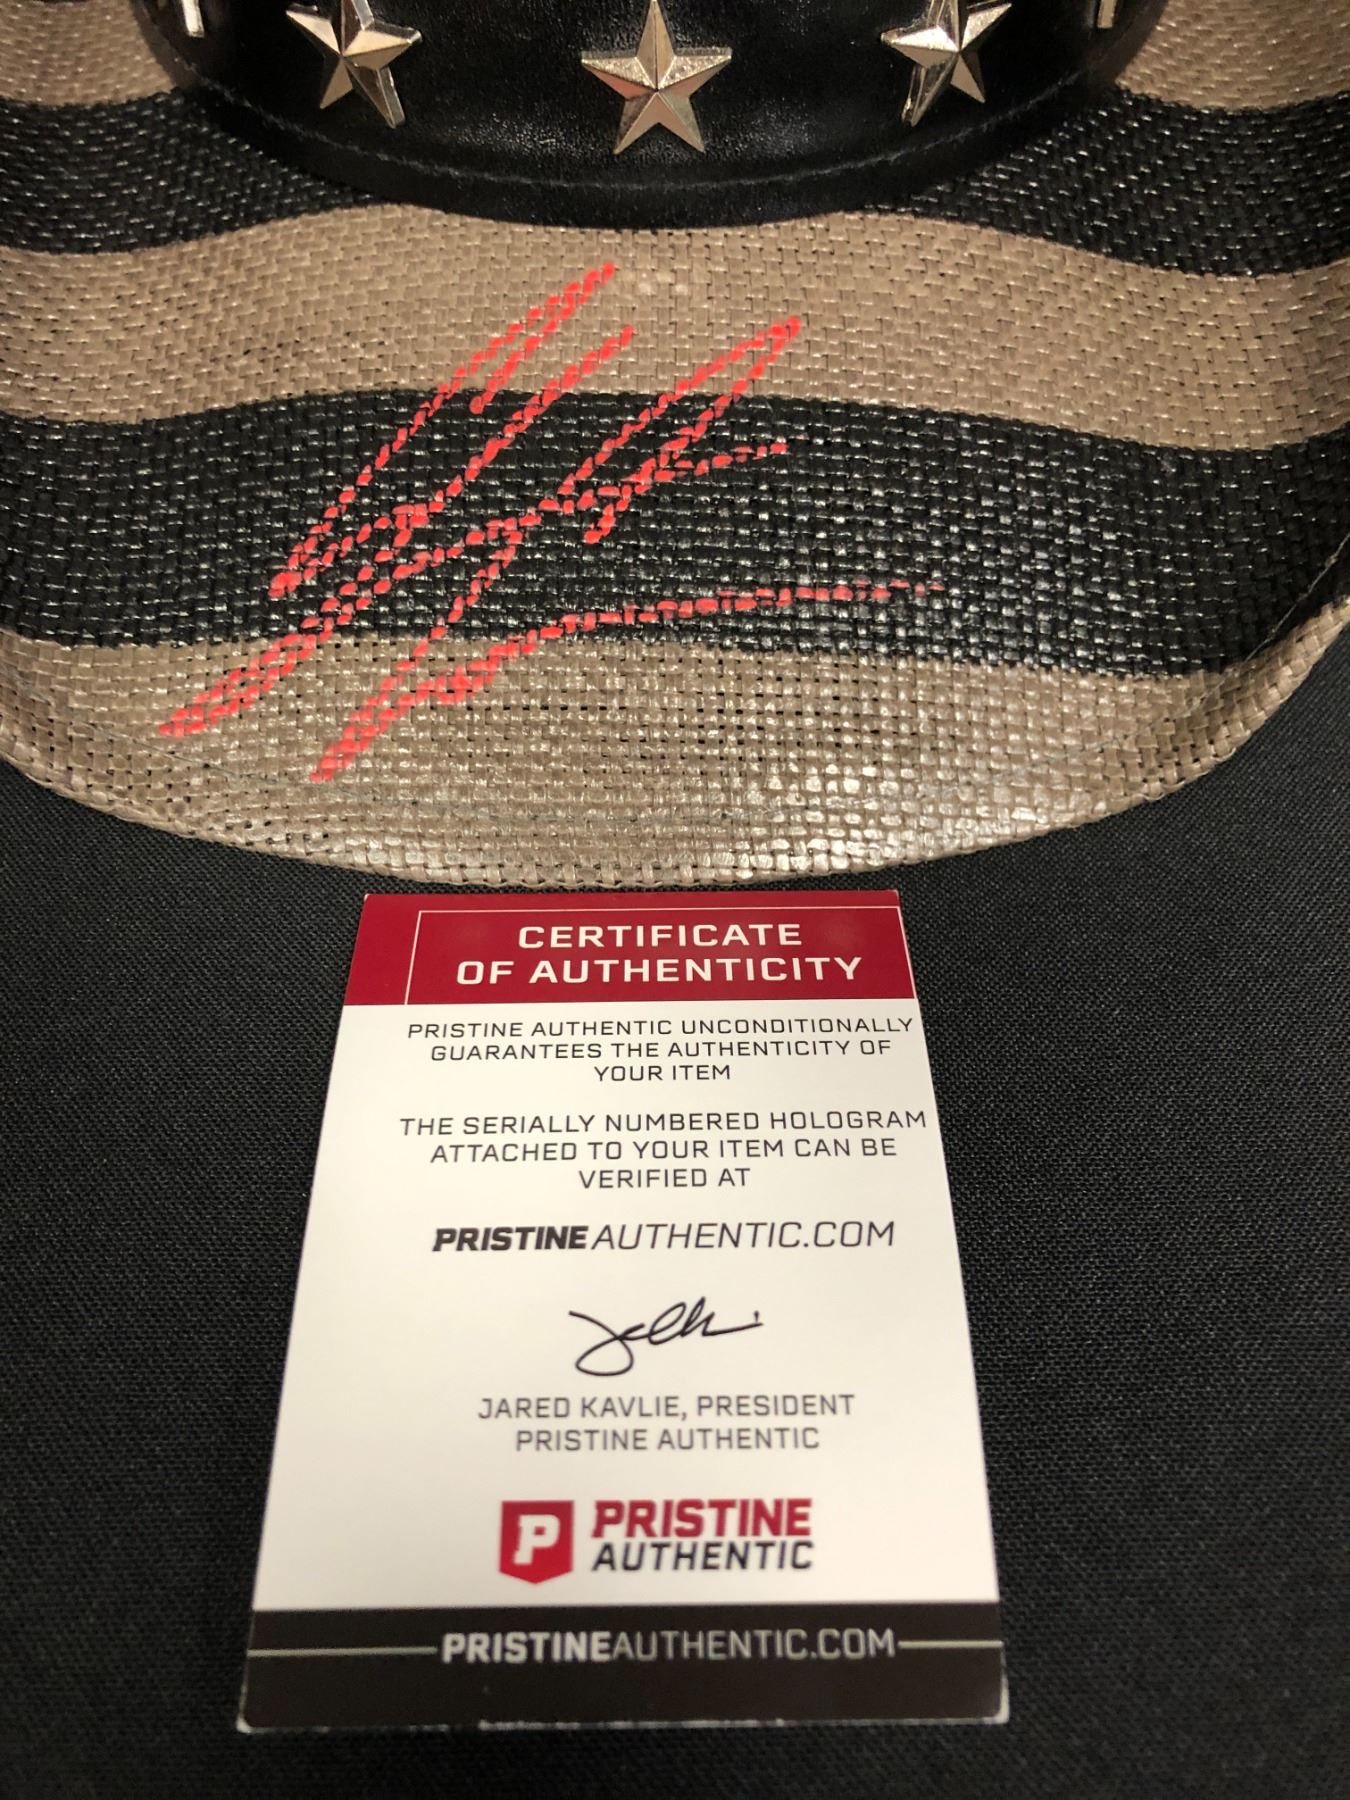 CERTIFICATE
OF AUTHENTICITY
PRISTINE AUTHENTIC UNCONDITIONALLY
GUARANTEES THE AUTHENTICITY OF
YOUR ITEM
THE SERIALLY NUMBERED HOLOGRAM
ATTACHED TO YOUR ITEM CAN BE
VERIFIED AT
PRISTINEAUTHENTIC.COM
JARED KAVLIE, PRESIDENT
PRISTINE AUTHENTIC
P PRISTINE
AUTHENTIC
PRISTINEAUTHENTIC.COM